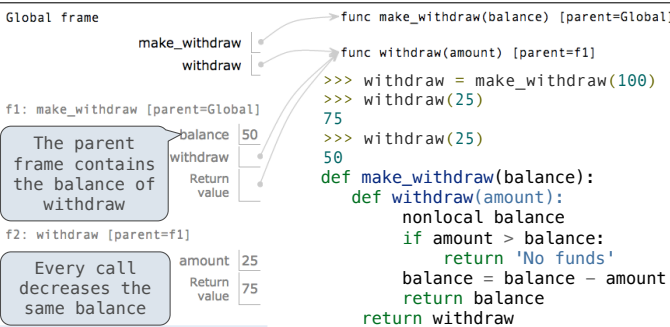 Global frame
make_withdraw
withdraw
func make_withdraw(balance) [parent=Global]
func withdraw(amount) [parent=f1]
>>> withdraw = make_withdraw(100)
>>> withdraw(25)
75
>>> withdraw(25)
50
def make_withdraw(balance):
    def withdraw(amount):
        nonlocal balance
        if amount > balance:
            return 'No funds'
        balance = balance - amount
        return balance
    return withdraw
f1: make_withdraw [parent=Global]
balance 50
withdraw
Return
value
The parent
frame contains
the balance of
withdraw
f2: withdraw [parent=f1]
amount 25
Return
value 75
Every call
decreases the
same balance